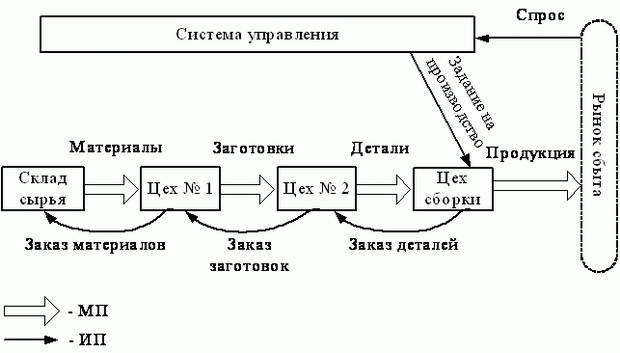 Спрос
Система управления
Задание на
производство
Рынок сбыта
Материалы
Заготовки
Детали
Продукция
Склад
сырья
Цех № 1
Цех № 2
Цех
сборки
Заказ материалов
Заказ
заготовок
Заказ деталей
- МП
- ИП